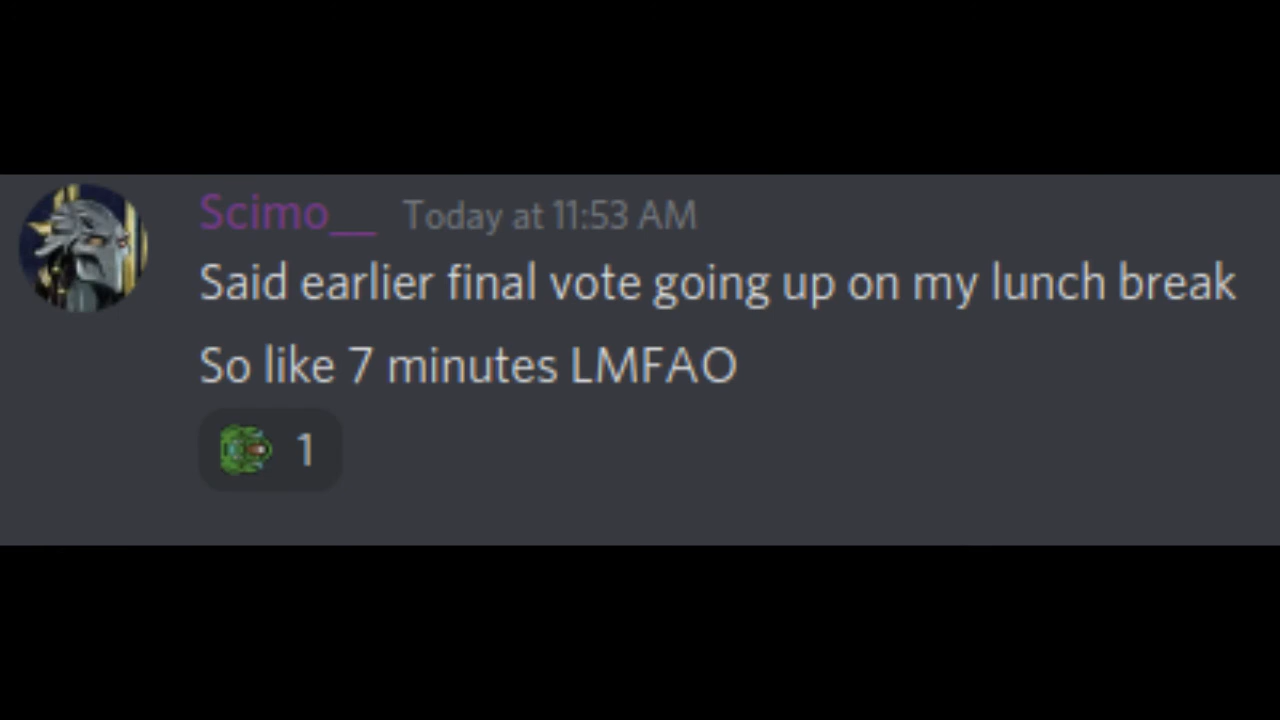 Scimo__ Today at 11:53 AM
Said earlier final vote going up on my lunch break
So like 7 minutes LMFAO
1